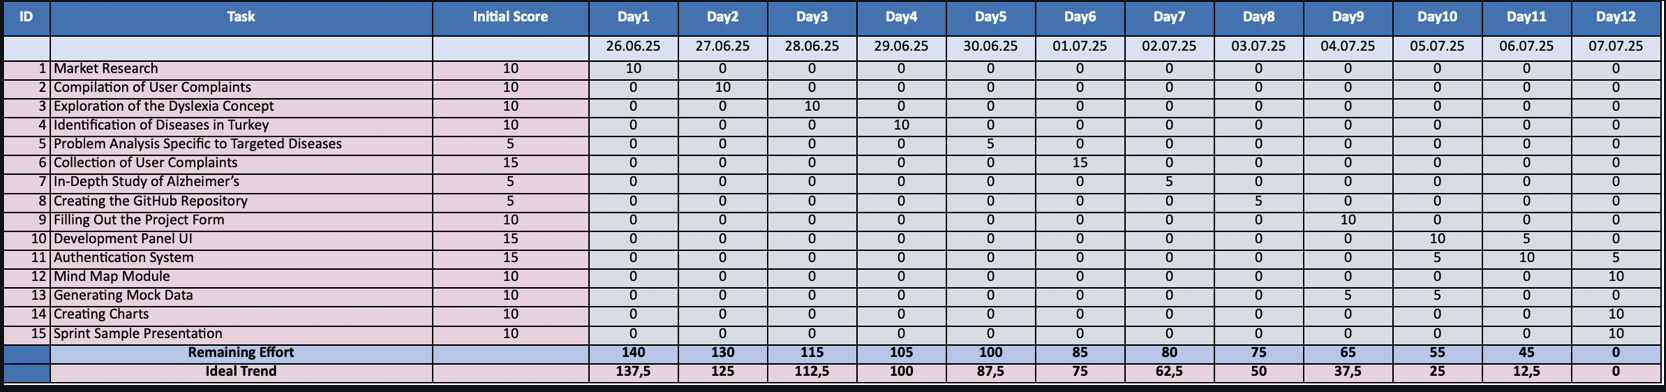 ID Task Initial Score Day1 Day2 Day3 Day4 Day5 Day6 Day7 Day8 Day9 Day10 Day11 Day12
26.06.25 27.06.25 28.06.25 29.06.25 30.06.25 01.07.25 02.07.25 03.07.25 04.07.25 05.07.25 06.07.25 07.07.25
1 Market Research 10 10 0 0 0 0 0 0 0 0 0 0 0
2 Compilation of User Complaints 10 0 10 0 0 0 0 0 0 0 0 0 0
3 Exploration of the Dyslexia Concept 10 0 0 10 0 0 0 0 0 0 0 0 0
4 Identification of Diseases in Turkey 10 0 0 0 10 0 0 0 0 0 0 0 0
5 Problem Analysis Specific to Targeted Diseases 5 0 0 0 0 5 0 0 0 0 0 0 0
6 Collection of User Complaints 15 0 0 0 0 0 15 0 0 0 0 0 0
7 In-Depth Study of Alzheimer’s 5 0 0 0 0 0 0 5 0 0 0 0 0
8 Creating the GitHub Repository 5 0 0 0 0 0 0 0 5 0 0 0 0
9 Filling Out the Project Form 10 0 0 0 0 0 0 0 0 10 0 0 0
10 Development Panel UI 15 0 0 0 0 0 0 0 0 0 10 5 0
11 Authentication System 15 0 0 0 0 0 0 0 0 0 5 10 5
12 Mind Map Module 10 0 0 0 0 0 0 0 0 0 0 0 10
13 Generating Mock Data 10 0 0 0 0 0 0 0 0 5 5 0 0
14 Creating Charts 10 0 0 0 0 0 0 0 0 0 0 0 10
15 Sprint Sample Presentation 10 0 0 0 0 0 0 0 0 0 0 0 10
Remaining Effort 140 130 115 105 100 85 80 75 65 55 45 0
Ideal Trend 137,5 125 112,5 100 87,5 75 62,5 50 37,5 25 12,5 0